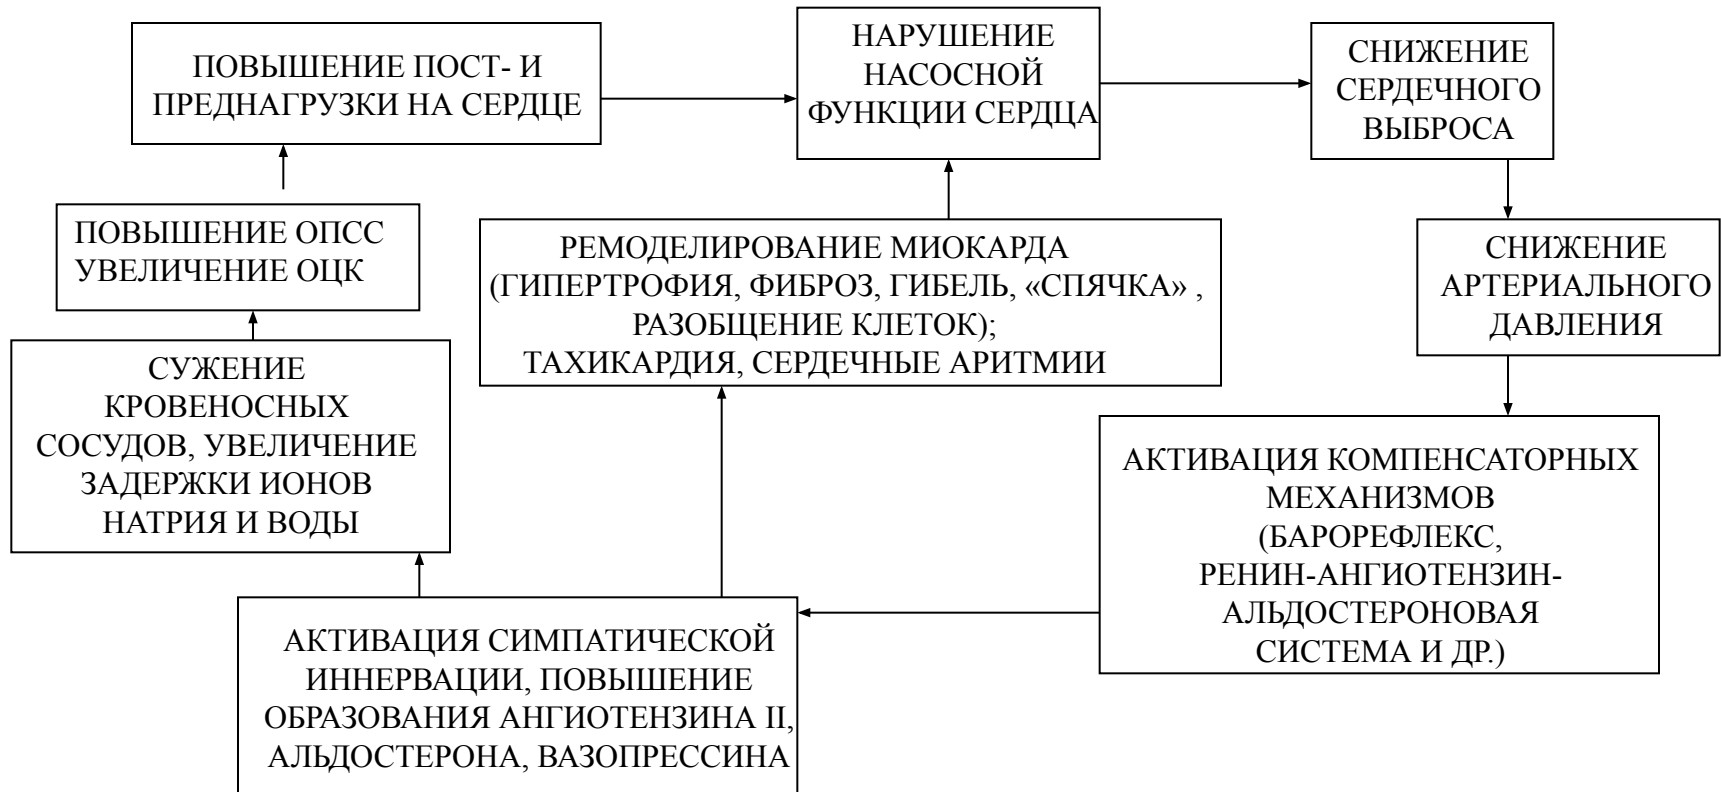 ПОВЫШЕНИЕ ПОСТ- И
ПРЕДНАГРУЗКИ НА СЕРДЦЕ
НАРУШЕНИЕ
НАСОСНОЙ
ФУНКЦИИ СЕРДЦА
СНИЖЕНИЕ
СЕРДЕЧНОГО
ВЫБРОСА
ПОВЫШЕНИЕ ОПСС
УВЕЛИЧЕНИЕ ОЦК
РЕМОДЕЛИРОВАНИЕ МИОКАРДА
(ГИПЕРТРОФИЯ, ФИБРОЗ, ГИБЕЛЬ, «СПЯЧКА» ,
РАЗОБЩЕНИЕ КЛЕТОК);
ТАХИКАРДИЯ, СЕРДЕЧНЫЕ АРИТМИИ
СНИЖЕНИЕ
АРТЕРИАЛЬНОГО
ДАВЛЕНИЯ
СУЖЕНИЕ
КРОВЕНОСНЫХ
СОСУДОВ, УВЕЛИЧЕНИЕ
ЗАДЕРЖКИ ИОНОВ
НАТРИЯ И ВОДЫ
АКТИВАЦИЯ КОМПЕНСАТОРНЫХ
МЕХАНИЗМОВ
(БАРОРЕФЛЕКС,
РЕНИН-АНГИОТЕНЗИН-
АЛЬДОСТЕРОНОВАЯ
СИСТЕМА И ДР.)
АКТИВАЦИЯ СИМПАТИЧЕСКОЙ
ИННЕРВАЦИИ, ПОВЫШЕНИЕ
ОБРАЗОВАНИЯ АНГИОТЕНЗИНА II,
АЛЬДОСТЕРОНА, ВАЗОПРЕССИНА